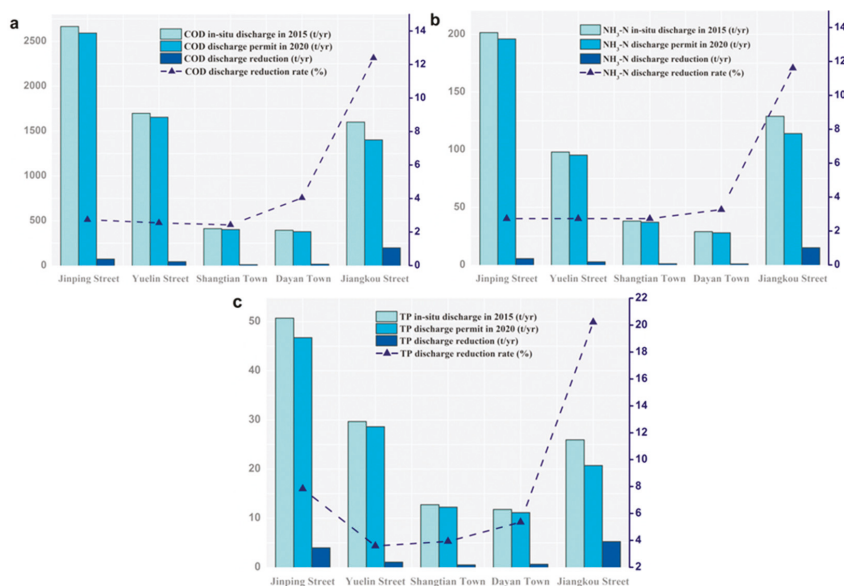 a
COD in-situ discharge in 2015 (t/yr)
COD discharge permit in 2020 (t/yr)
COD discharge reduction (t/yr)
COD discharge reduction rate (%)
2500
2000
1500
1000
500
0
14
12
10
8
6
4
2
0
Jinping Street Yuelin Street Shangtian Town Dayan Town Jiangkou Street
b
NH3-N in-situ discharge in 2015 (t/yr)
NH3-N discharge permit in 2020 (t/yr)
NH3-N discharge reduction (t/yr)
NH3-N discharge reduction rate (%)
200
150
100
50
0
14
12
10
8
6
4
2
0
Jinping Street Yuelin Street Shangtian Town Dayan Town Jiangkou Street
c
TP in-situ discharge in 2015 (t/yr)
TP discharge permit in 2020 (t/yr)
TP discharge reduction (t/yr)
TP discharge reduction rate (%)
50
40
30
20
10
0
22
20
18
16
14
12
10
8
6
4
2
Jinping Street Yuelin Street Shangtian Town Dayan Town Jiangkou Street